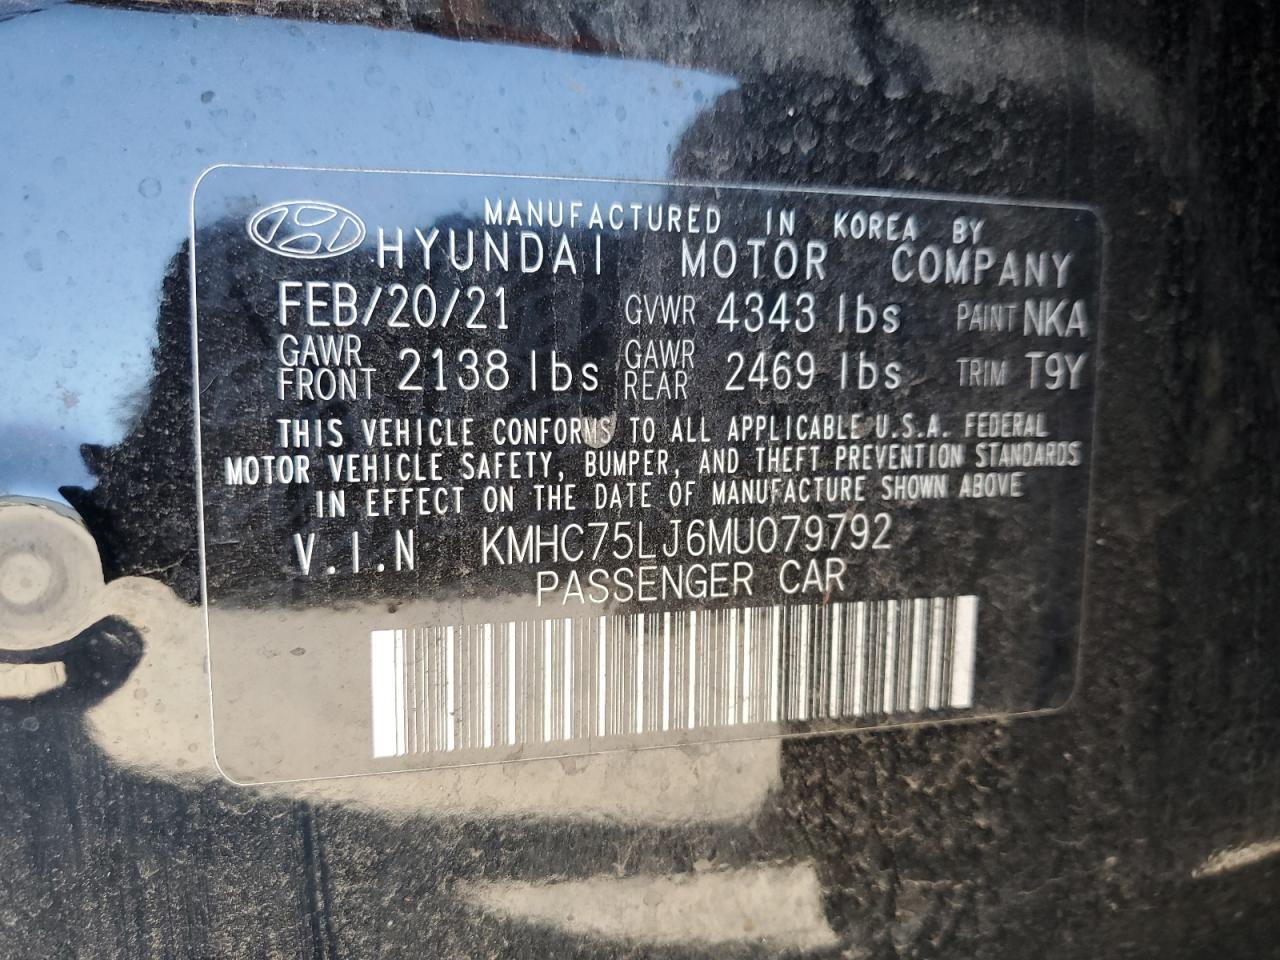 MANUFACTURED IN KOREA BY
HYUNDAI MOTOR COMPANY
FEB/20/21 GVWR 4343 lbs PAINT NKA
GAWR FRONT 2138 lbs GAWR REAR 2469 lbs TRIM T9Y
THIS VEHICLE CONFORMS TO ALL APPLICABLE U.S.A. FEDERAL
MOTOR VEHICLE SAFETY, BUMPER, AND THEFT PREVENTION STANDARDS
IN EFFECT ON THE DATE OF MANUFACTURE SHOWN ABOVE
V.I.N KMHC75LJ6MU079792
PASSENGER CAR